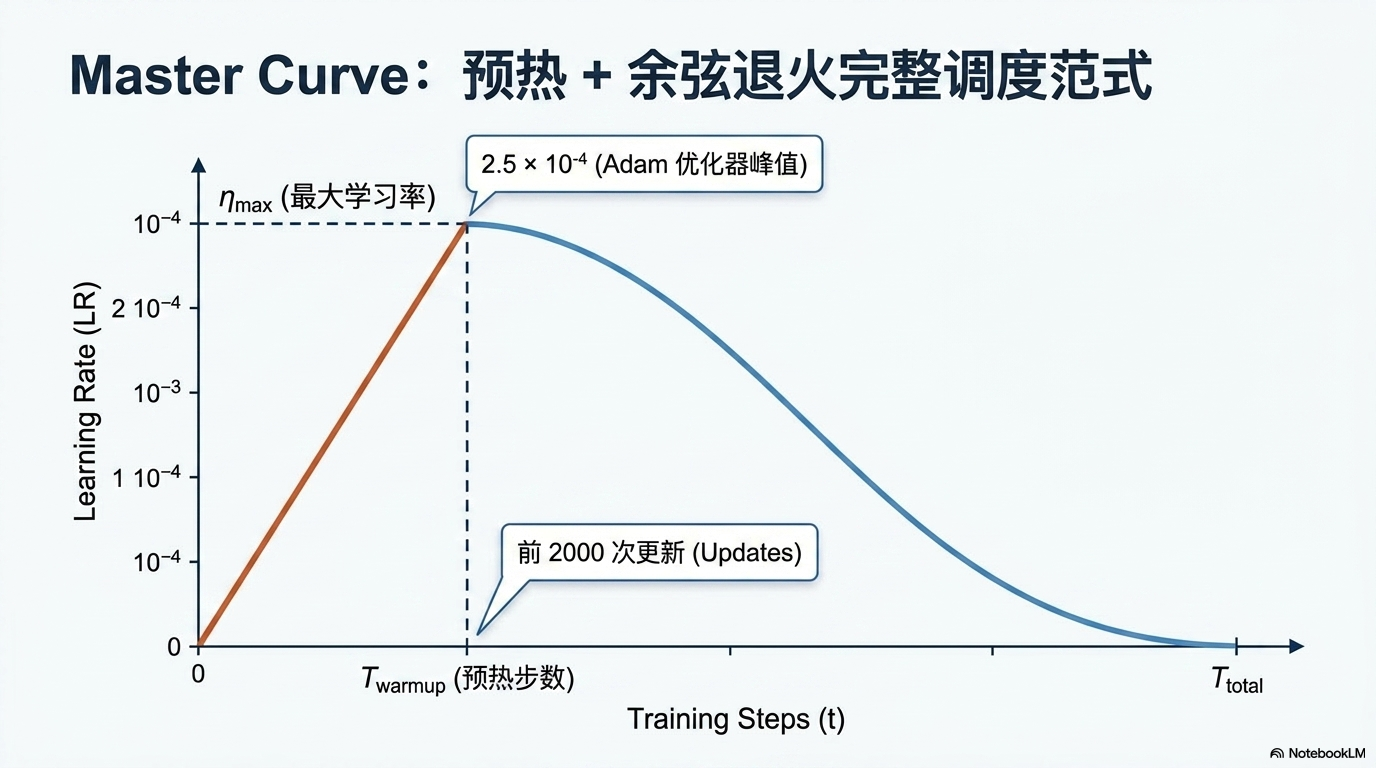 Master Curve：预热 + 余弦退火完整调度范式
2.5 × 10⁻⁴ (Adam 优化器峰值)
ηmax (最大学习率)
10⁻⁴
2 10⁻⁴
10⁻³
1 10⁻⁴
10⁻⁴
0
Learning Rate (LR)
前 2000 次更新 (Updates)
0
Twarmup (预热步数)
Ttotal
Training Steps (t)
NotebookLM